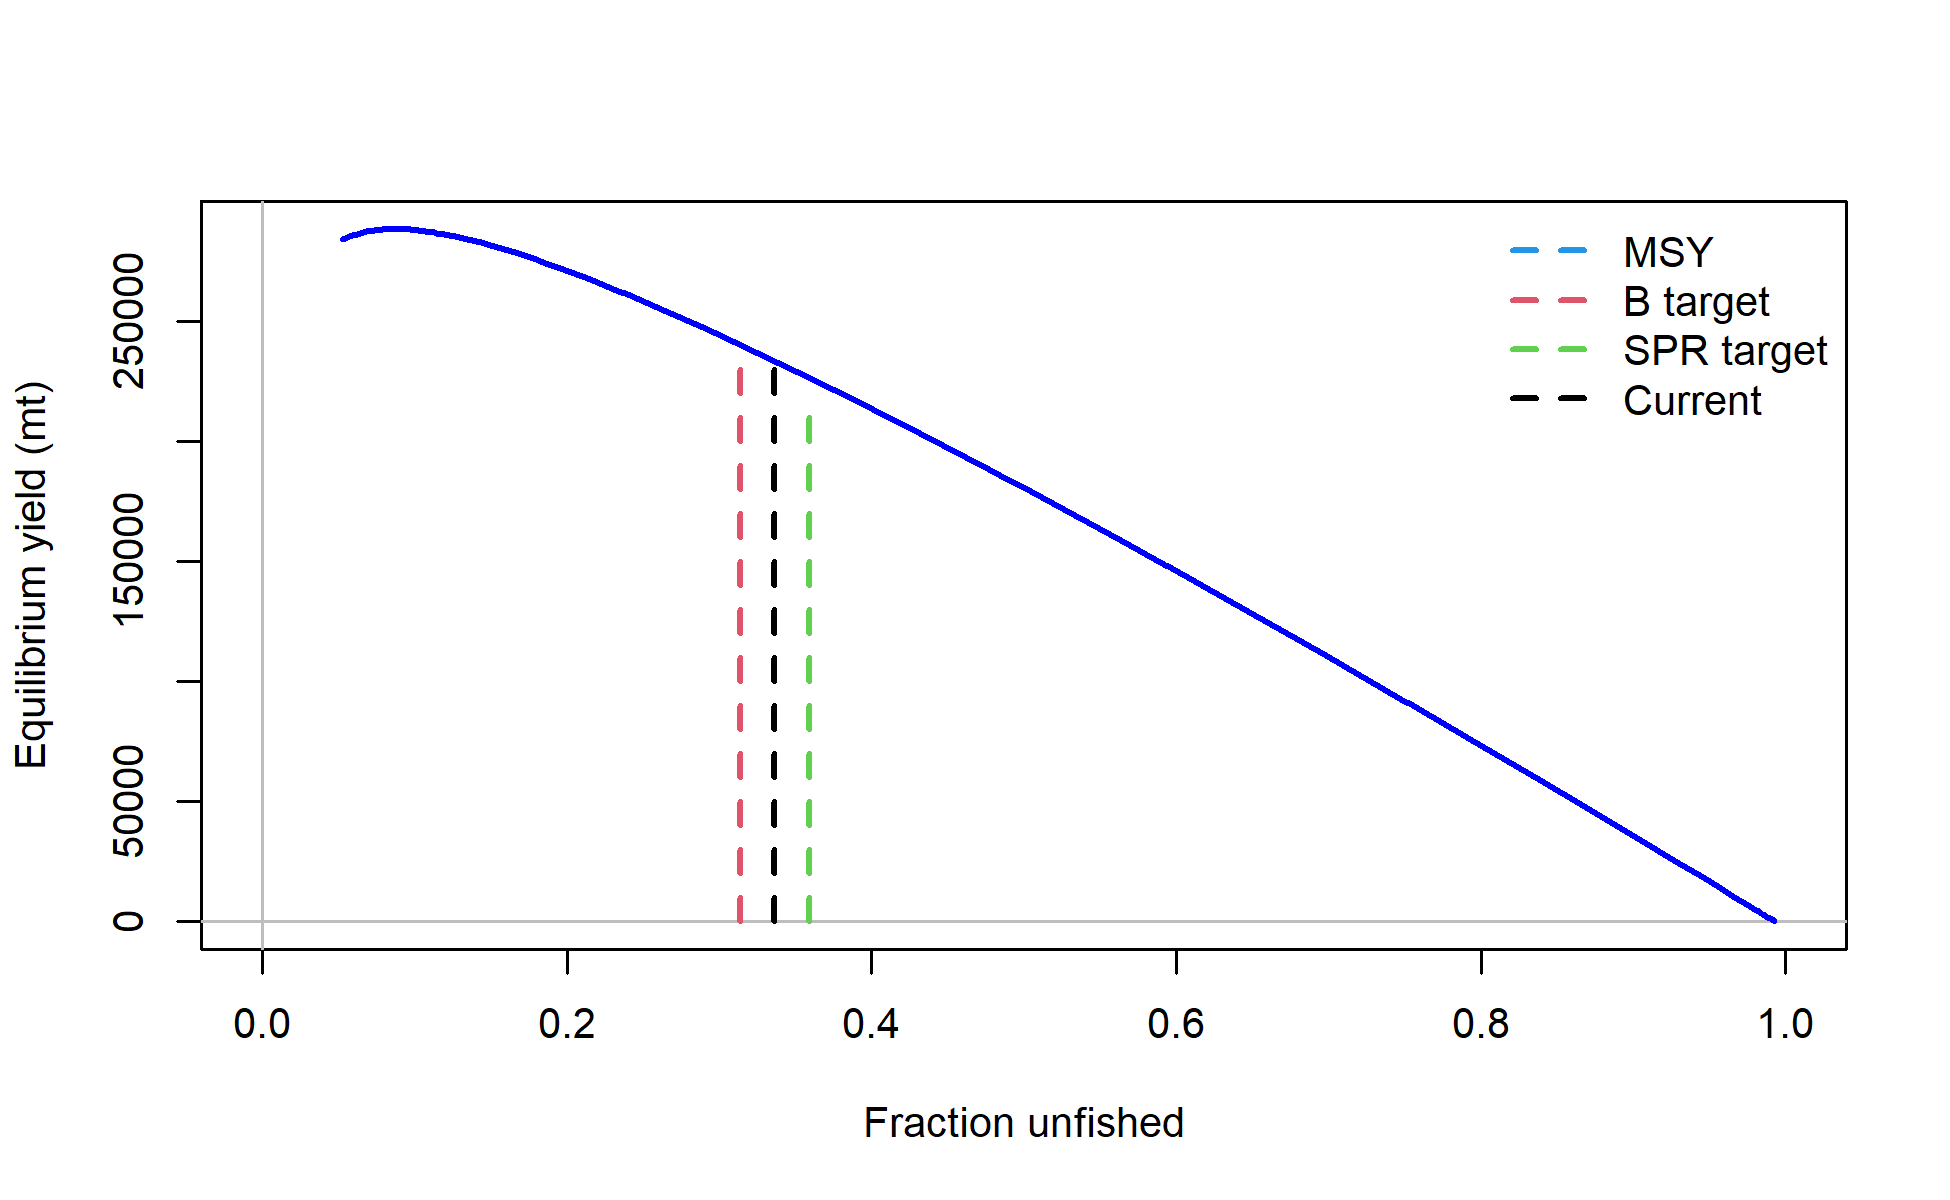 MSY
B target
SPR target
Current
Equilibrium yield (mt)
250000
150000
50000
0
0.0 0.2 0.4 0.6 0.8 1.0
Fraction unfished